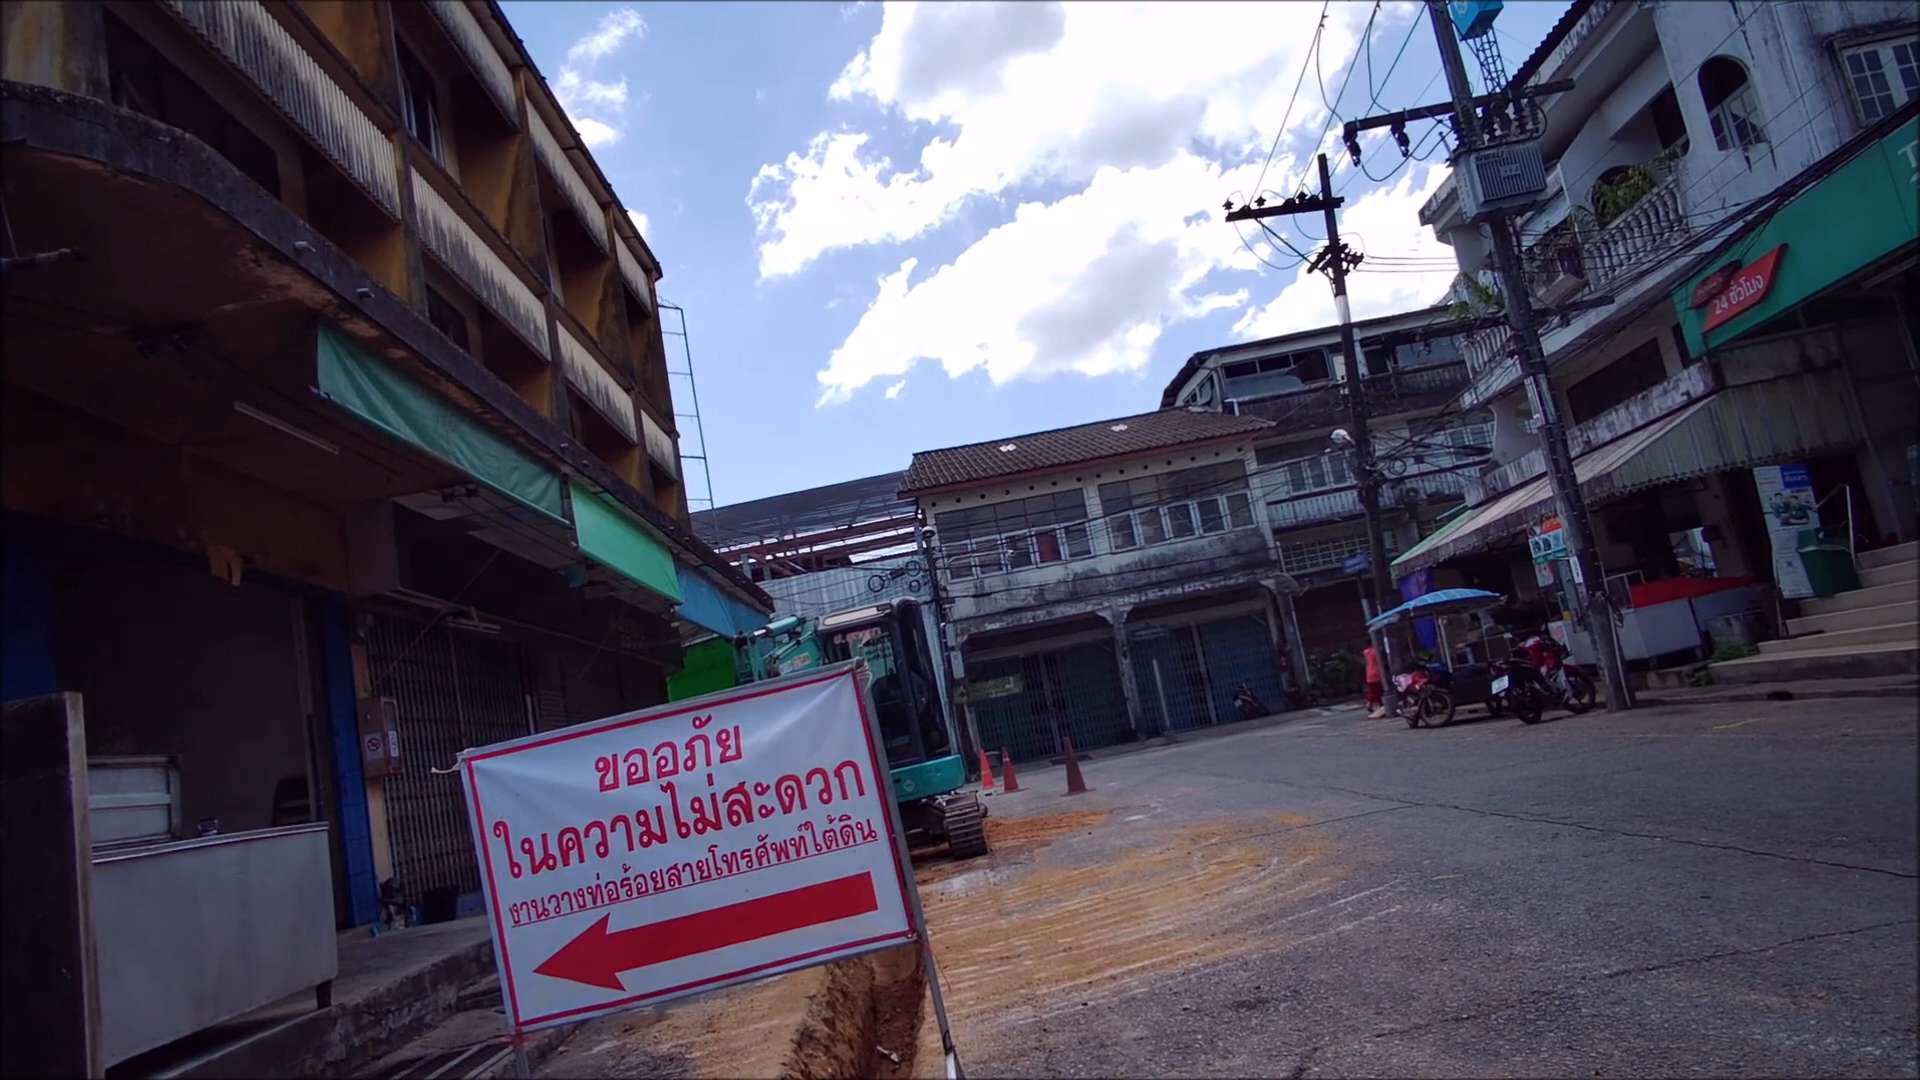 ขออภัย
ในความไม่สะดวก
งานวางท่อร้อยสายโทรศัพท์ใต้ดิน
24 ชั่วโมง